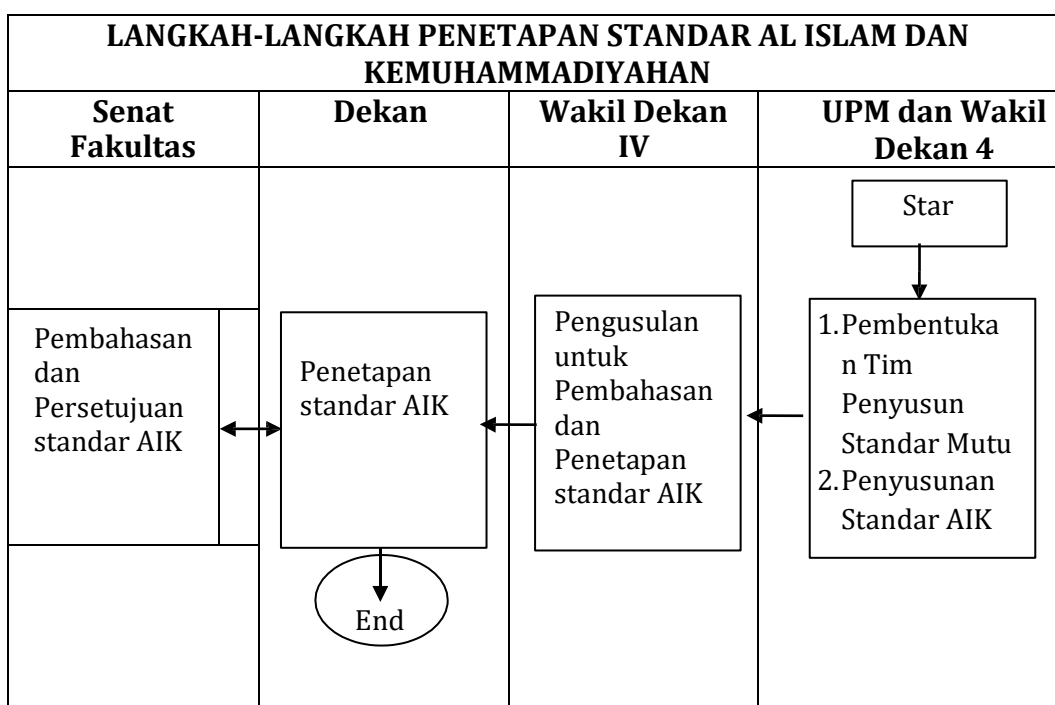 LANGKAH-LANGKAH PENETAPAN STANDAR AL ISLAM DAN
KEMUHAMMADIYAHAN
Senat
Fakultas
Dekan
Wakil Dekan
IV
UPM dan Wakil
Dekan 4
Star
Pembahasan
dan
Persetujuan
standar AIK
Penetapan
standar AIK
Pengusulan
untuk
Pembahasan
dan
Penetapan
standar AIK
1.Pembentuka
n Tim
Penyusun
Standar Mutu
2.Penyusunan
Standar AIK
End